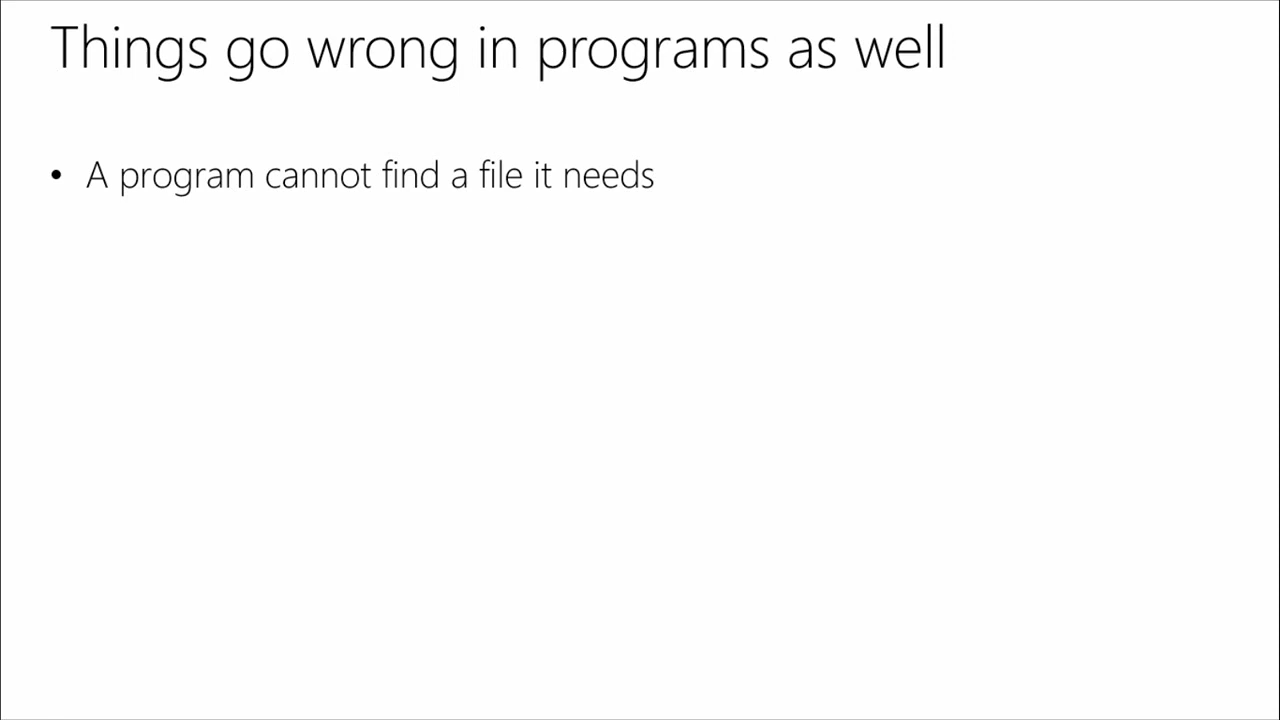 Things go wrong in programs as well
• A program cannot find a file it needs